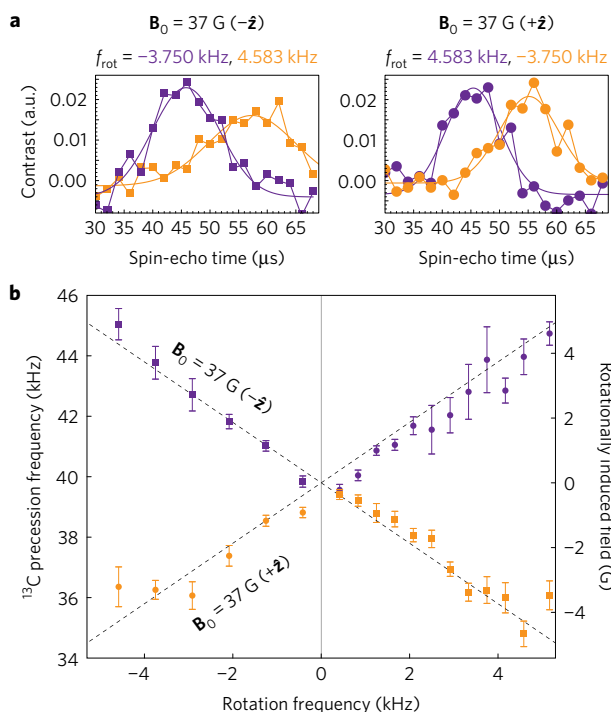 a
B₀ = 37 G (−ẑ)
f_rot = −3.750 kHz, 4.583 kHz
B₀ = 37 G (+ẑ)
f_rot = 4.583 kHz, −3.750 kHz
Contrast (a.u.)
0.02
0.01
0.00
30 35 40 45 50 55 60 65
Spin-echo time (μs)
0.02
0.01
0.00
30 35 40 45 50 55 60 65
Spin-echo time (μs)
b
¹³C precession frequency (kHz)
46
44
42
40
38
36
34
B₀ = 37 G (−ẑ)
B₀ = 37 G (+ẑ)
4
2
0
−2
−4
Rotationally induced field (G)
−4 −2 0 2 4
Rotation frequency (kHz)